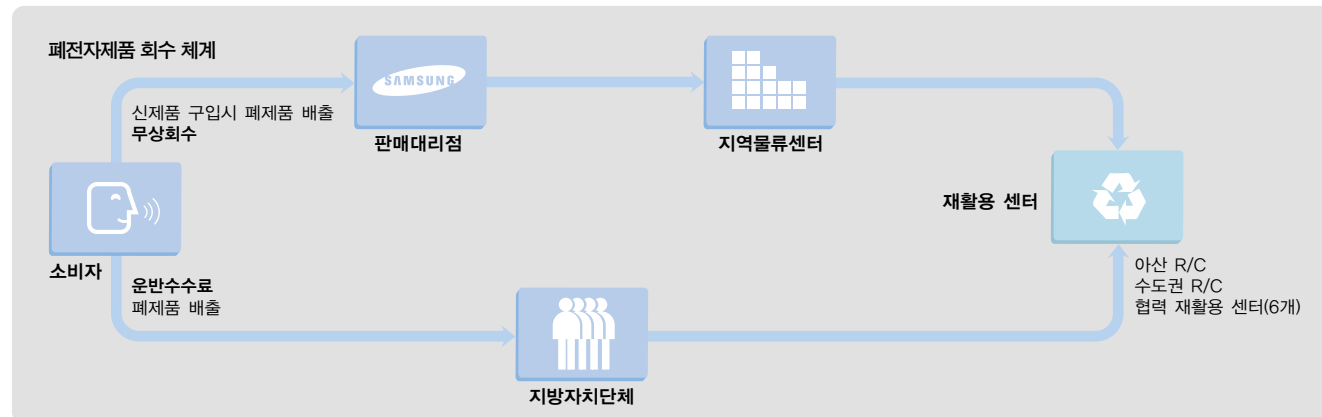 폐전자제품 회수 체계
신제품 구입시 폐제품 배출
무상회수
SAMSUNG
판매대리점
지역물류센터
재활용 센터
소비자
운반수수료
폐제품 배출
아산 R/C
수도권 R/C
협력 재활용 센터(6개)
지방자치단체